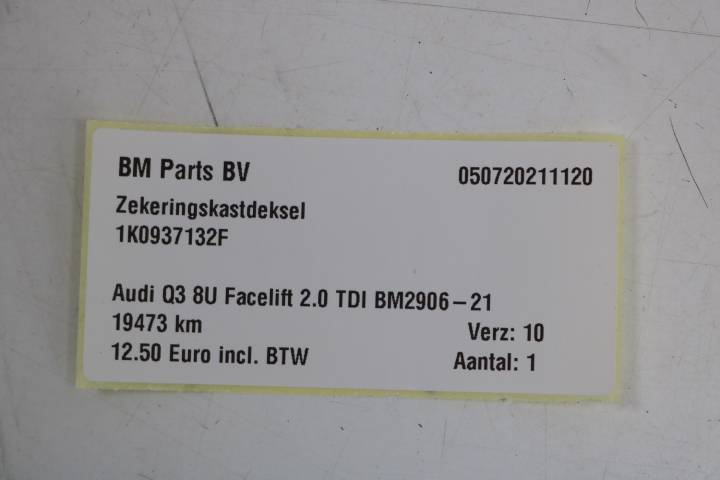 BM Parts BV 050720211120
Zekeringskastdeksel
1K0937132F
Audi Q3 8U Facelift 2.0 TDI BM2906-21
19473 km Verz: 10
12.50 Euro incl. BTW Aantal: 1